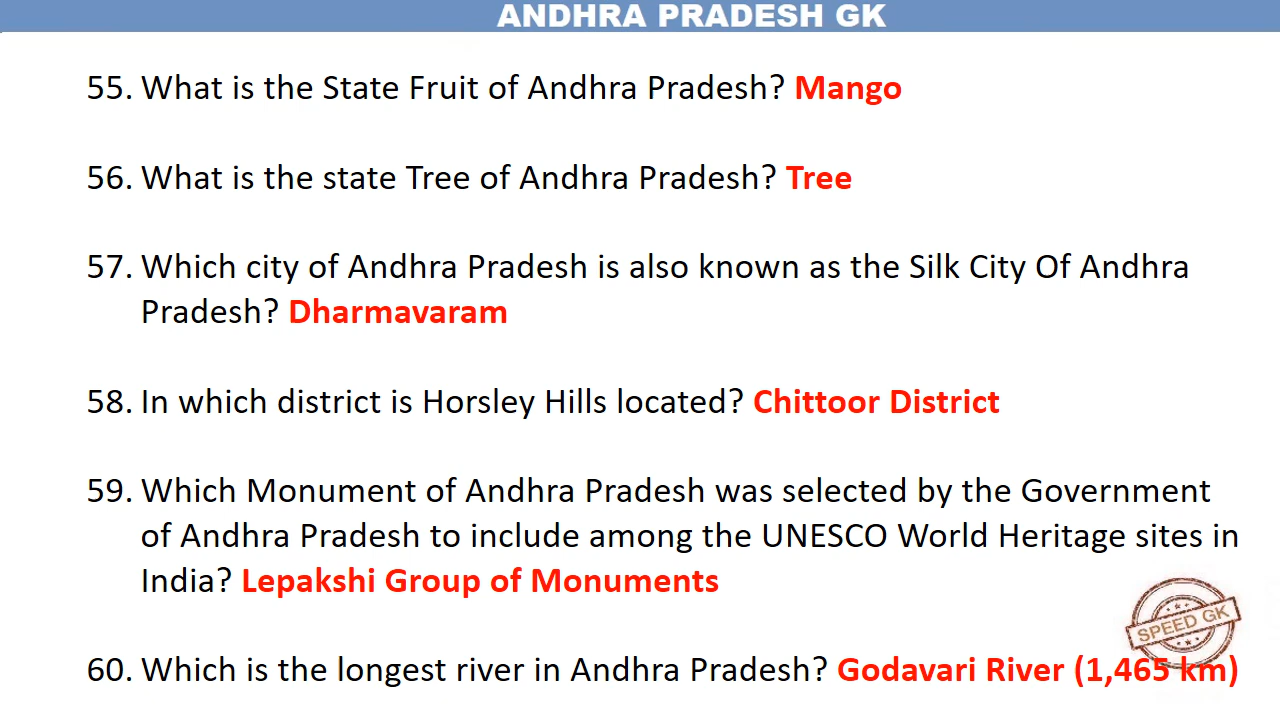 ANDHRA PRADESH GK
55. What is the State Fruit of Andhra Pradesh? Mango
56. What is the state Tree of Andhra Pradesh? Tree
57. Which city of Andhra Pradesh is also known as the Silk City Of Andhra
Pradesh? Dharmavaram
58. In which district is Horsley Hills located? Chittoor District
59. Which Monument of Andhra Pradesh was selected by the Government
of Andhra Pradesh to include among the UNESCO World Heritage sites in
India? Lepakshi Group of Monuments
SPEED GK
60. Which is the longest river in Andhra Pradesh? Godavari River (1,465 km)